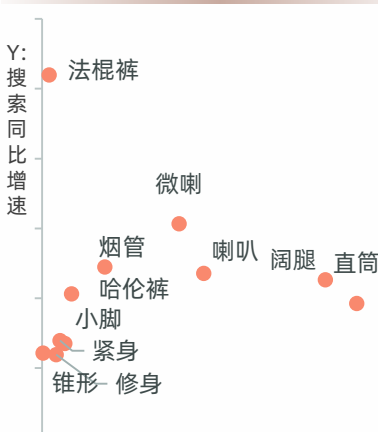 Y:
搜
索
同
比
增
速
法棍裤
微喇
烟管
喇叭
阔腿
直筒
哈伦裤
小脚
紧身
锥形
修身